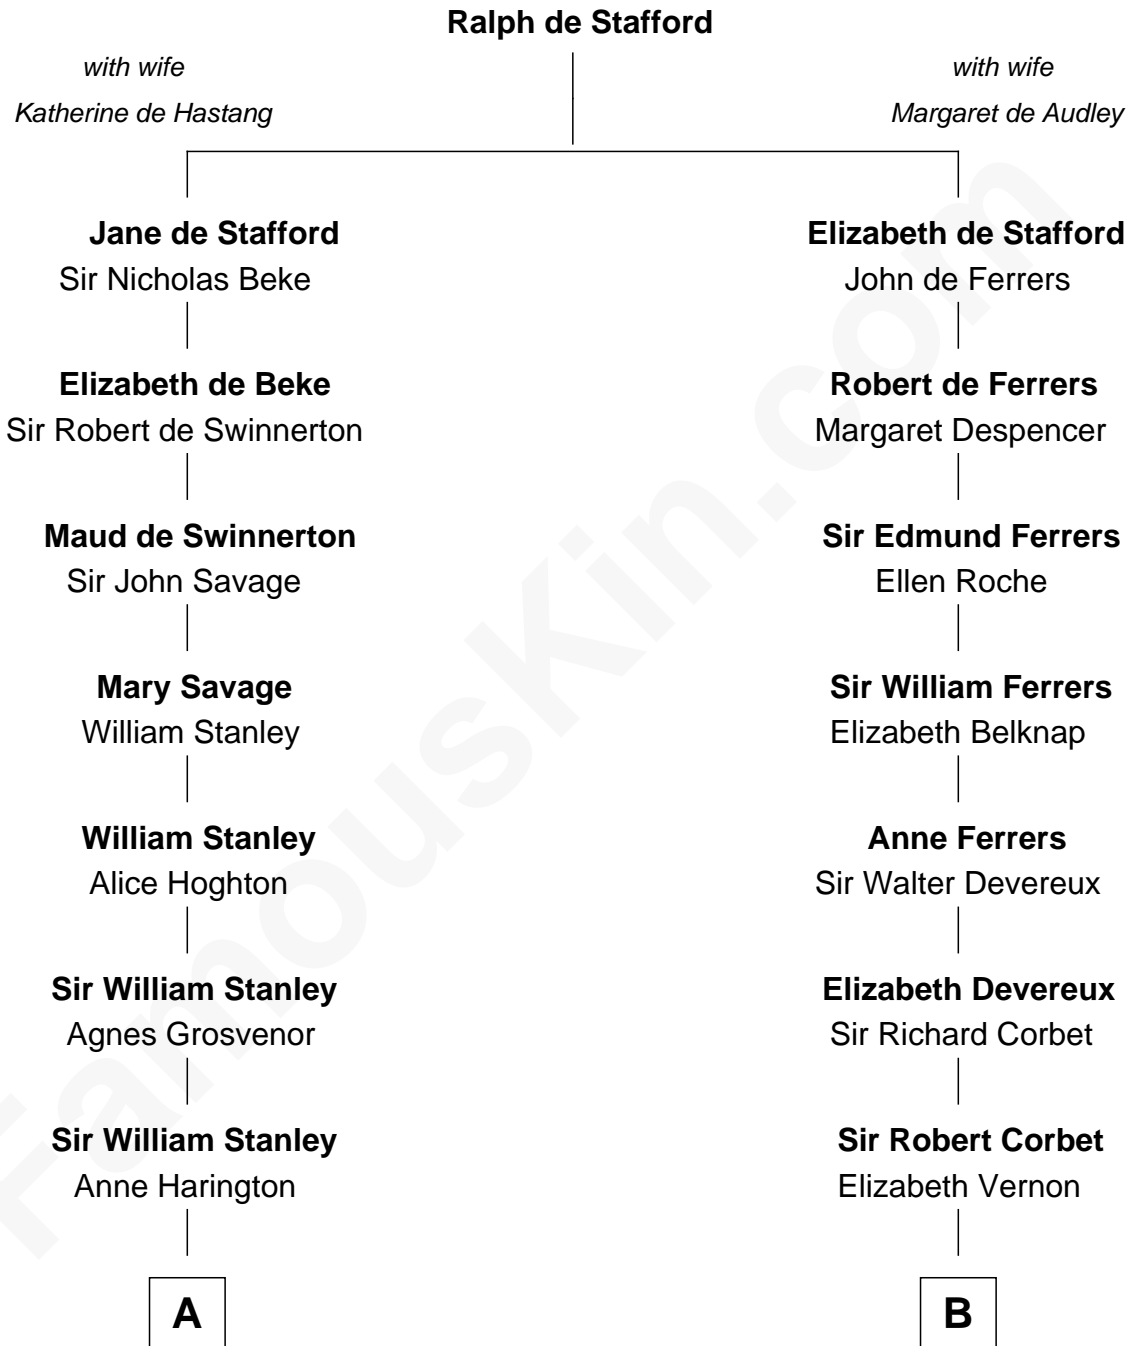 Ralph de Stafford
with wife
Katherine de Hastang
with wife
Margaret de Audley
Jane de Stafford
Sir Nicholas Beke
Elizabeth de Stafford
John de Ferrers
Elizabeth de Beke
Sir Robert de Swinnerton
Robert de Ferrers
Margaret Despencer
Maud de Swinnerton
Sir John Savage
Sir Edmund Ferrers
Ellen Roche
Mary Savage
William Stanley
Sir William Ferrers
Elizabeth Belknap
William Stanley
Alice Hoghton
Anne Ferrers
Sir Walter Devereux
Sir William Stanley
Agnes Grosvenor
Elizabeth Devereux
Sir Richard Corbet
Sir William Stanley
Anne Harington
Sir Robert Corbet
Elizabeth Vernon
A
B
FamousKin.com